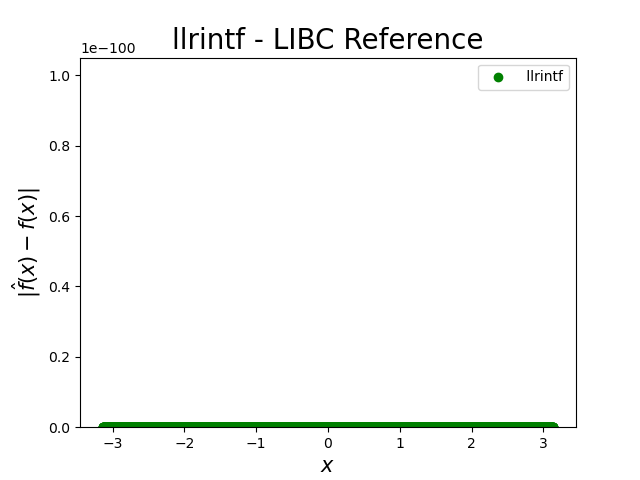 llrintf - LIBC Reference
1e−100
llrintf
1.0
0.8
0.6
0.4
0.2
0.0
|f̂(x) − f(x)|
−3 −2 −1 0 1 2 3
x